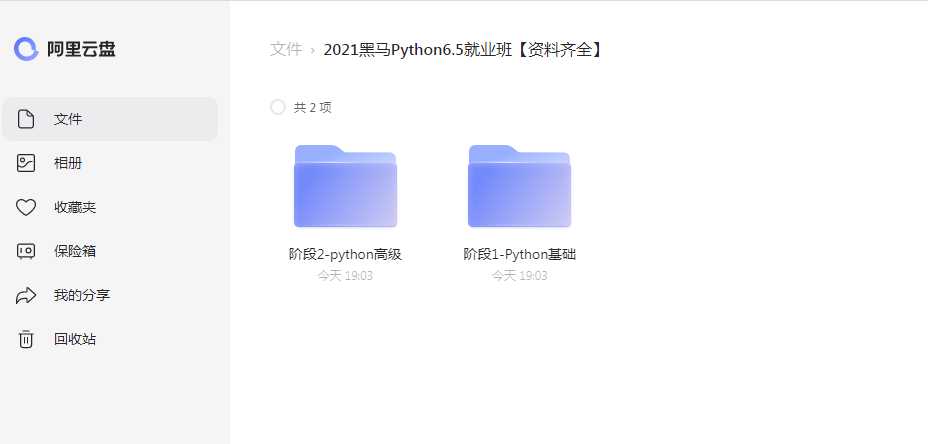 阿里云盘
文件
相册
收藏夹
保险箱
我的分享
回收站
文件 › 2021黑马Python6.5就业班【资料齐全】
共 2 项
阶段2-python高级
今天 19:03
阶段1-Python基础
今天 19:03